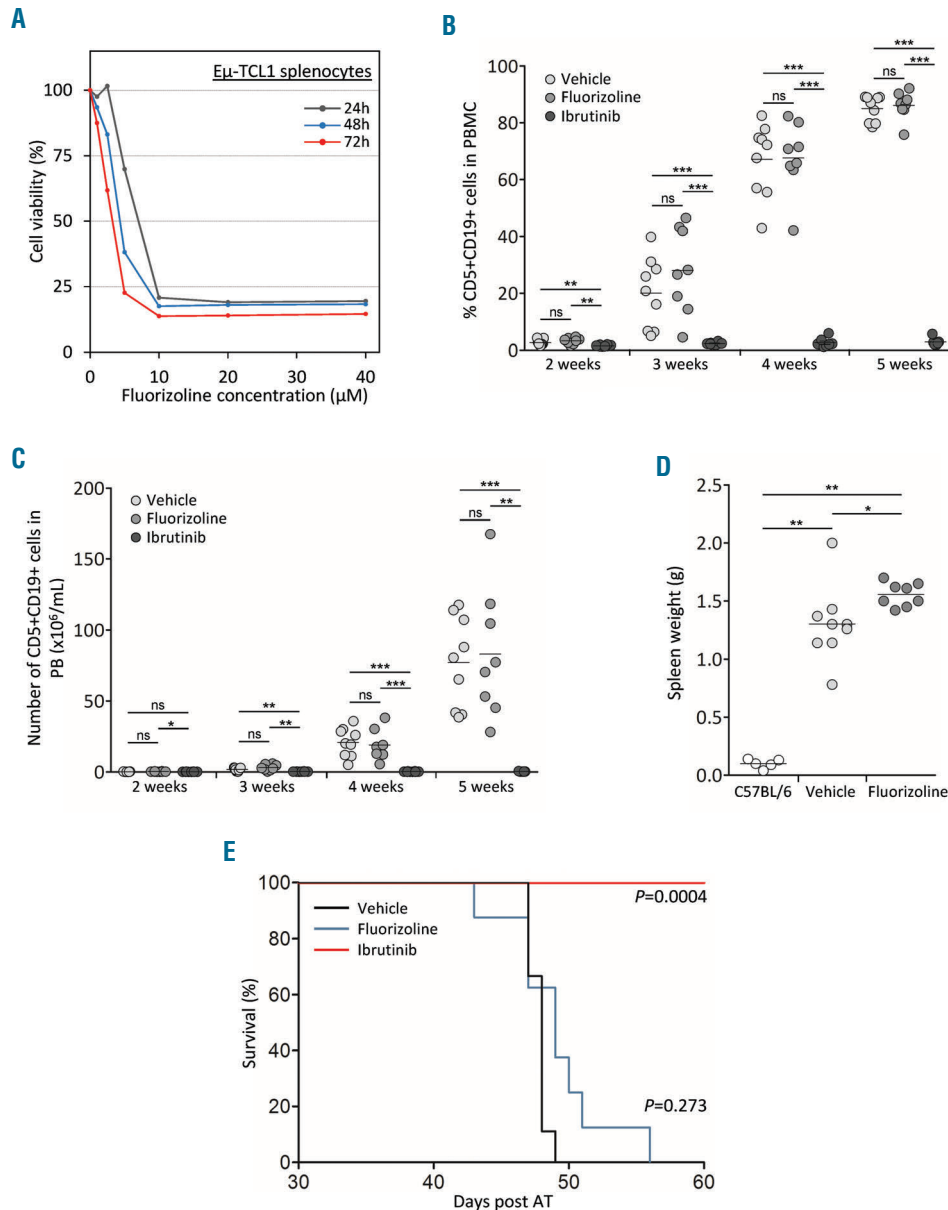 A
Eµ-TCL1 splenocytes
24h
48h
72h
100
75
50
25
0
Cell viability (%)
0 10 20 30 40
Fluorizoline concentration (µM)
B
% CD5+CD19+ cells in PBMC
100
80
60
40
20
0
Vehicle
Fluorizoline
Ibrutinib
**
ns **
***
ns ***
***
ns ***
***
ns ***
2 weeks 3 weeks 4 weeks 5 weeks
C
Number of CD5+CD19+ cells in
PB (x10⁶/mL)
200
150
100
50
0
Vehicle
Fluorizoline
Ibrutinib
ns
ns *
**
ns **
***
ns ***
***
ns **
2 weeks 3 weeks 4 weeks 5 weeks
D
Spleen weight (g)
2.5
2.0
1.5
1.0
0.5
0.0
**
** *
C57BL/6 Vehicle Fluorizoline
E
Survival (%)
100
80
60
40
20
0
Vehicle
Fluorizoline
Ibrutinib
P=0.0004
P=0.273
30 40 50 60
Days post AT